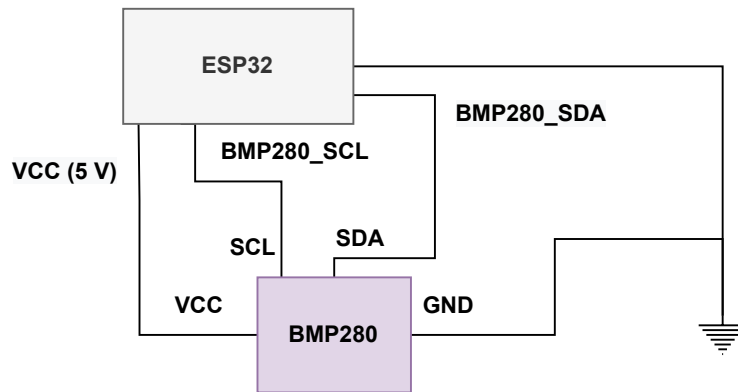 ESP32
BMP280_SDA
BMP280_SCL
VCC (5 V)
SDA
SCL
VCC
GND
BMP280